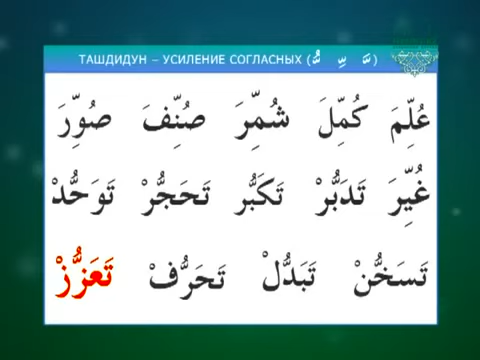 ТАШДИДУН – УСИЛЕНИЕ СОГЛАСНЫХ ( ـَّ ـِّ ـُّ )
عُلِّمَ كُمِّلَ شُمِّرَ صُنِّفَ صُوِّرَ
غُيِّرَ تَدَبُّرْ تَكَبُّرْ تَحَجُّرْ تَوَحُّدْ
تَسَخُّنْ تَبَدُّلْ تَحَرُّفْ تَعَزُّزْ